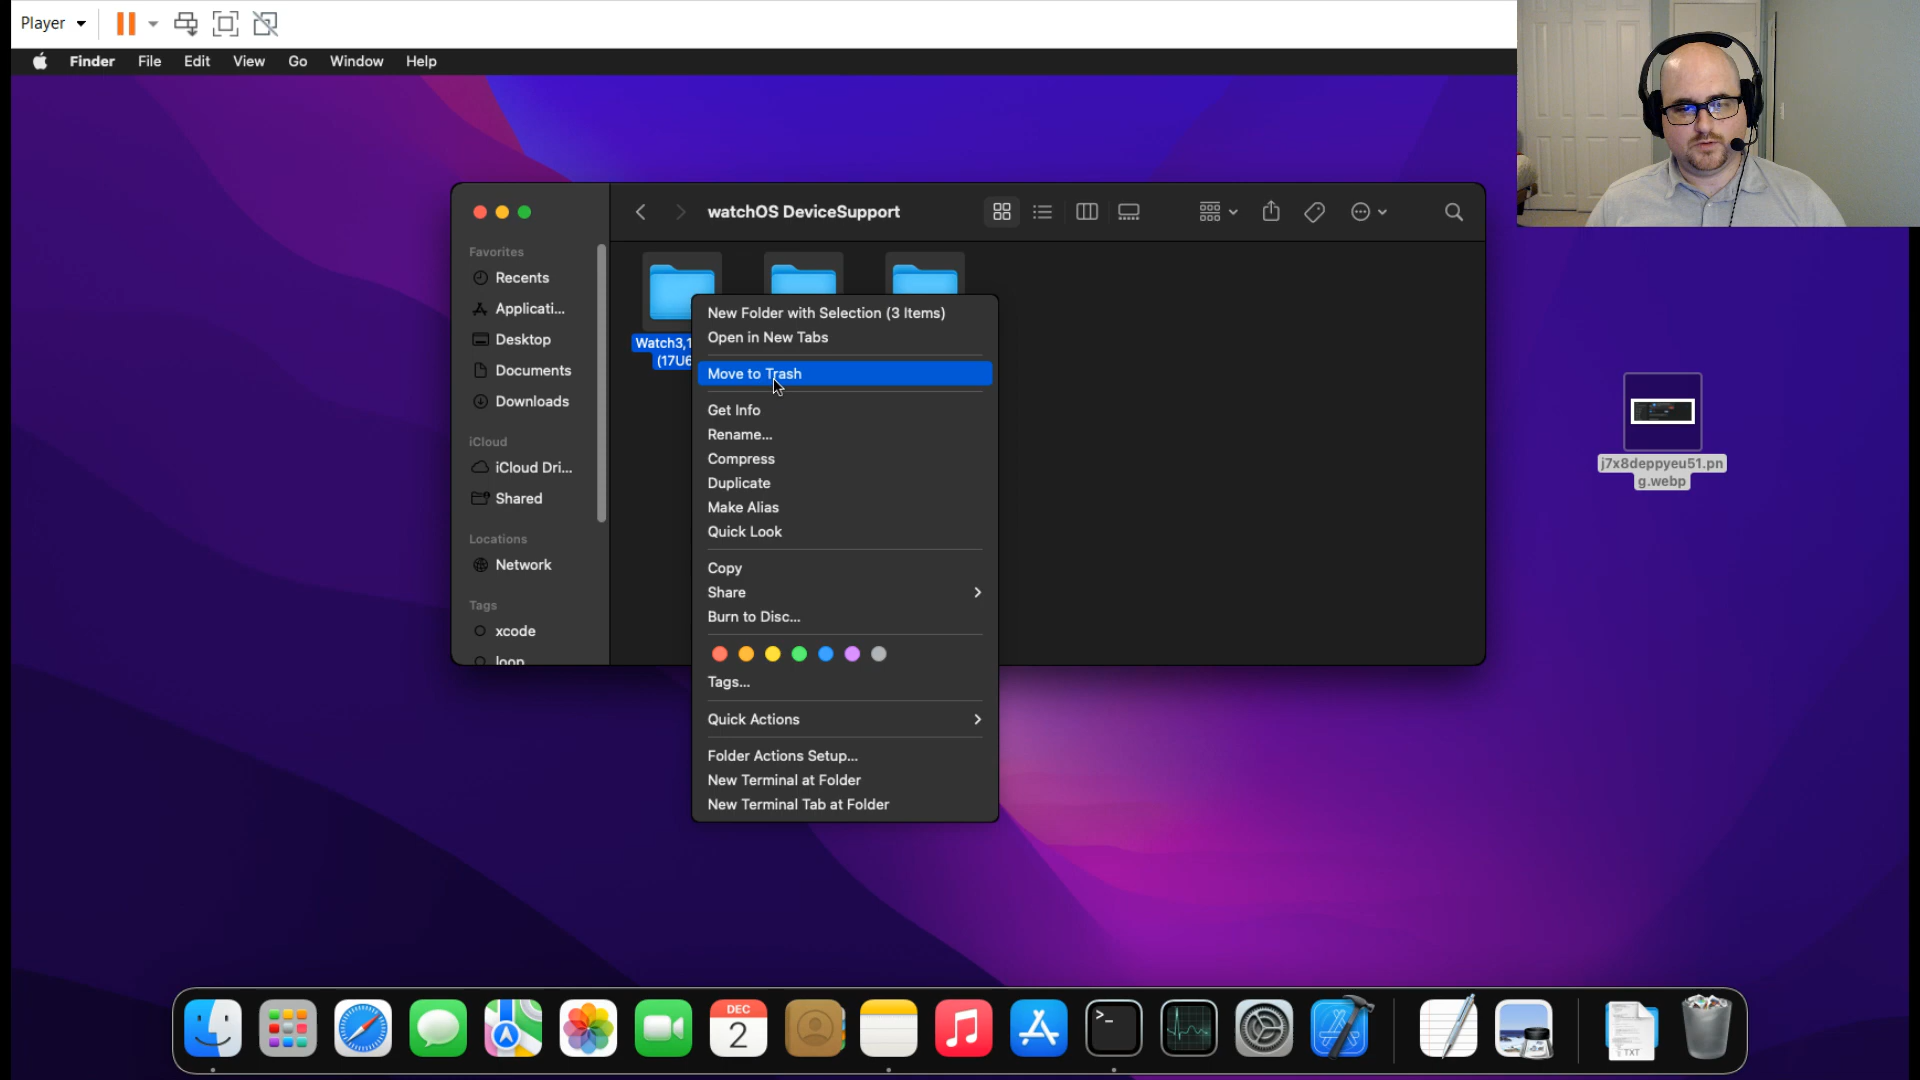 Player
Finder File Edit View Go Window Help
watchOS DeviceSupport
Favorites
Recents
Applicati...
Desktop
Documents
Downloads
iCloud
iCloud Dri...
Shared
Locations
Network
Tags
xcode
loop
Watch3,1
(17U6
New Folder with Selection (3 Items)
Open in New Tabs
Move to Trash
Get Info
Rename...
Compress
Duplicate
Make Alias
Quick Look
Copy
Share
Burn to Disc...
Tags...
Quick Actions
Folder Actions Setup...
New Terminal at Folder
New Terminal Tab at Folder
j7x8deppyeu51.pn
g.webp
DEC
2
>_
TXT